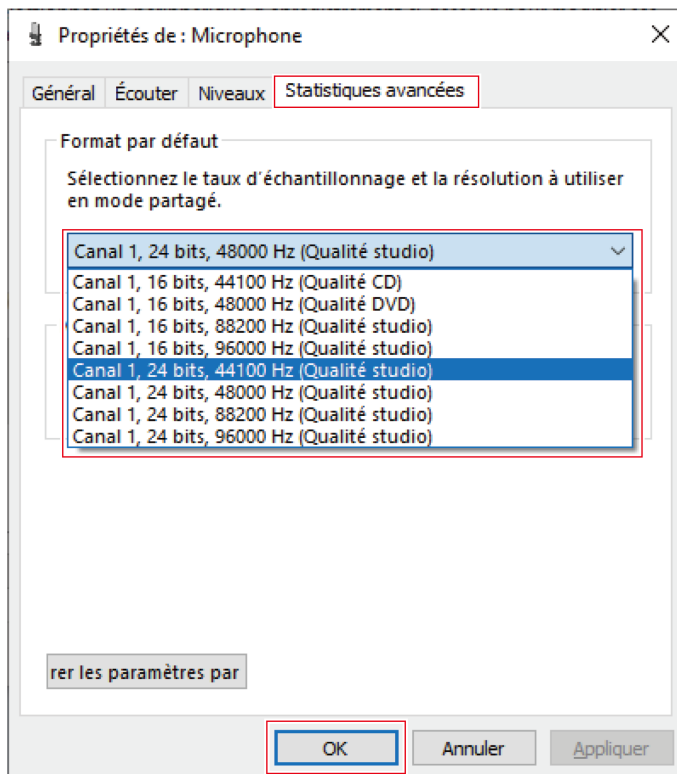 Propriétés de : Microphone
Général Écouter Niveaux Statistiques avancées
Format par défaut
Sélectionnez le taux d'échantillonnage et la résolution à utiliser
en mode partagé.
Canal 1, 24 bits, 48000 Hz (Qualité studio)
Canal 1, 16 bits, 44100 Hz (Qualité CD)
Canal 1, 16 bits, 48000 Hz (Qualité DVD)
Canal 1, 16 bits, 88200 Hz (Qualité studio)
Canal 1, 16 bits, 96000 Hz (Qualité studio)
Canal 1, 24 bits, 44100 Hz (Qualité studio)
Canal 1, 24 bits, 48000 Hz (Qualité studio)
Canal 1, 24 bits, 88200 Hz (Qualité studio)
Canal 1, 24 bits, 96000 Hz (Qualité studio)
rer les paramètres par
OK Annuler Appliquer